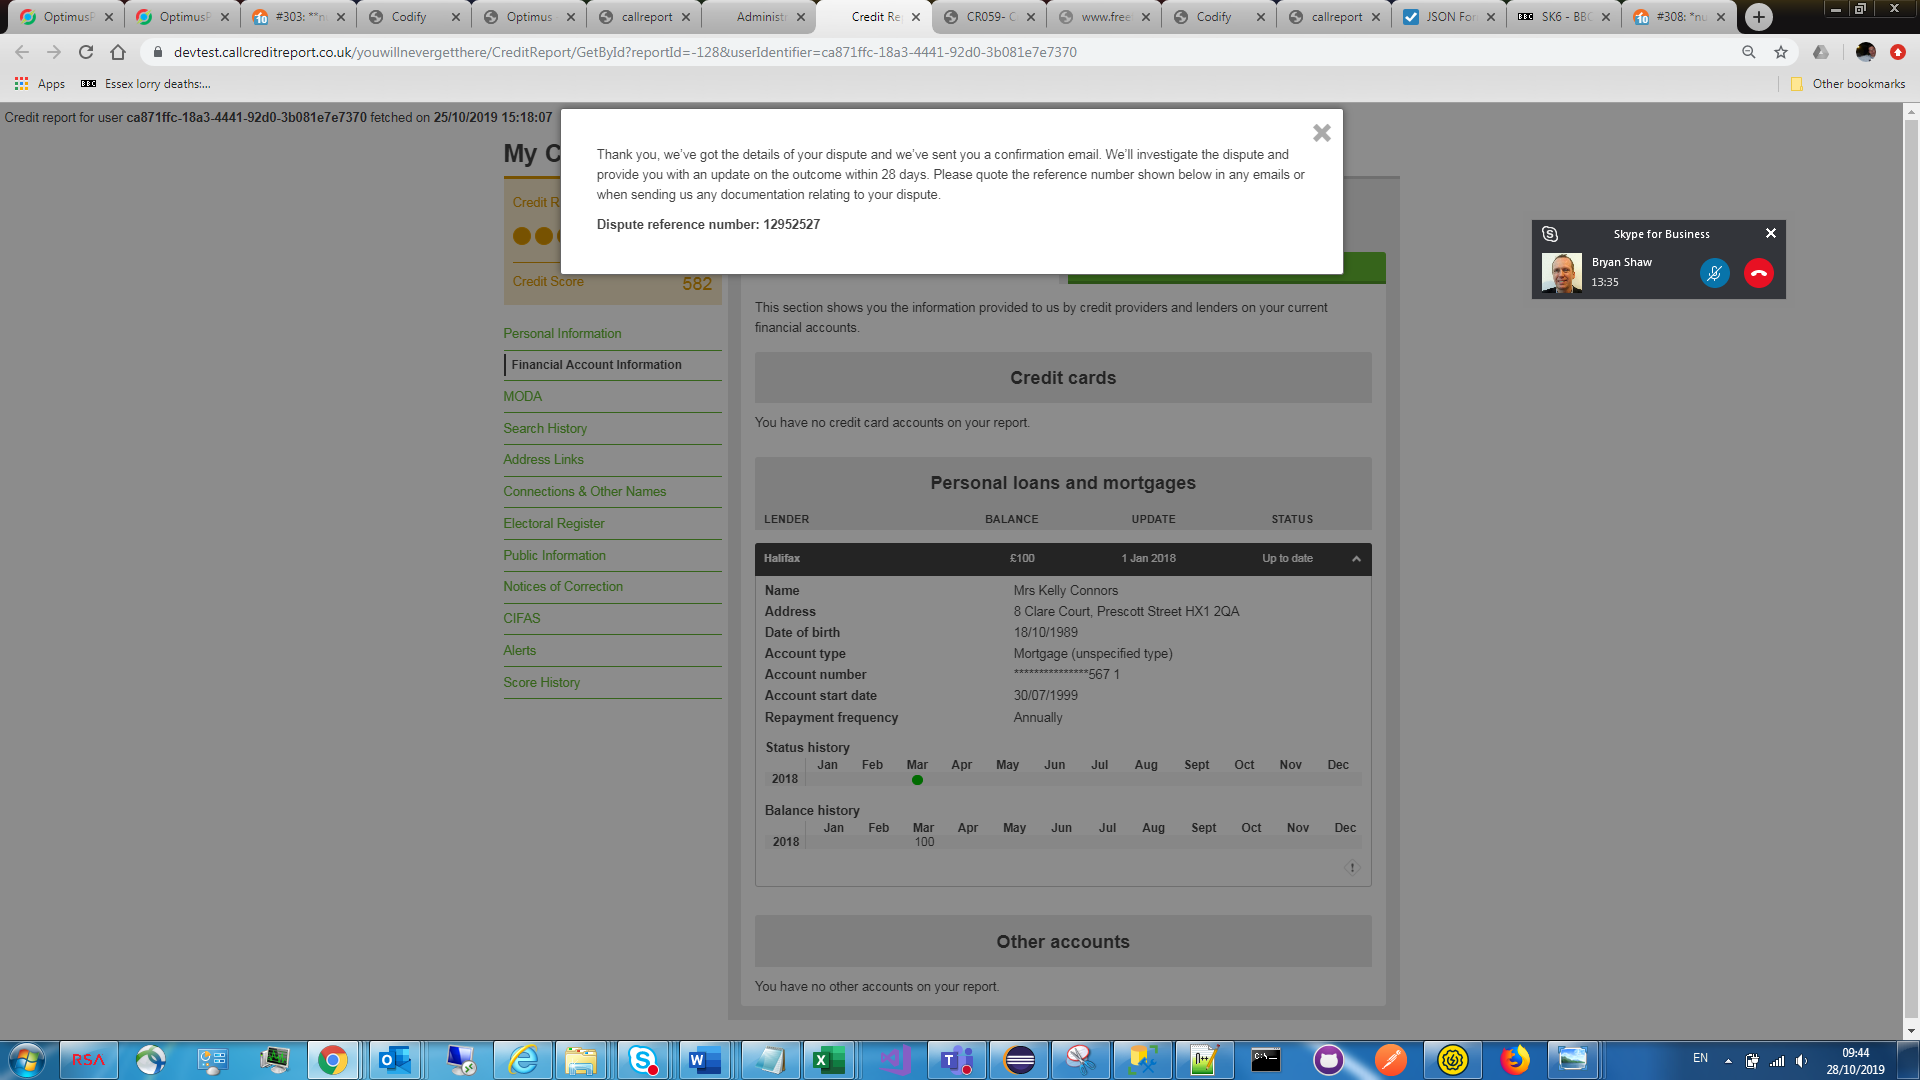 OptimusP
OptimusP
#303: **n
Codify
Optimus
callreport
Administr
Credit Re
CR059- C
www.free
Codify
callreport
JSON For
SK6 - BBC
#308: *nu
devtest.callcreditreport.co.uk/youwillnevergetthere/CreditReport/GetById?reportId=-128&userIdentifier=ca871ffc-18a3-4441-92d0-3b081e7e7370
Apps
BBC
Essex lorry deaths:...
Other bookmarks
Credit report for user ca871ffc-18a3-4441-92d0-3b081e7e7370 fetched on 25/10/2019 15:18:07
My C
Thank you, we've got the details of your dispute and we've sent you a confirmation email. We'll investigate the dispute and
provide you with an update on the outcome within 28 days. Please quote the reference number shown below in any emails or
when sending us any documentation relating to your dispute.
Dispute reference number: 12952527
Skype for Business
Bryan Shaw
13:35
Credit R
Credit Score 582
Personal Information
Financial Account Information
MODA
Search History
Address Links
Connections & Other Names
Electoral Register
Public Information
Notices of Correction
CIFAS
Alerts
Score History
This section shows you the information provided to us by credit providers and lenders on your current
financial accounts.
Credit cards
You have no credit card accounts on your report.
Personal loans and mortgages
LENDER BALANCE UPDATE STATUS
Halifax £100 1 Jan 2018 Up to date
Name Mrs Kelly Connors
Address 8 Clare Court, Prescott Street HX1 2QA
Date of birth 18/10/1989
Account type Mortgage (unspecified type)
Account number ***************567 1
Account start date 30/07/1999
Repayment frequency Annually
Status history
Jan Feb Mar Apr May Jun Jul Aug Sept Oct Nov Dec
2018
Balance history
Jan Feb Mar Apr May Jun Jul Aug Sept Oct Nov Dec
2018 100
Other accounts
You have no other accounts on your report.
RSA
EN
09:44
28/10/2019